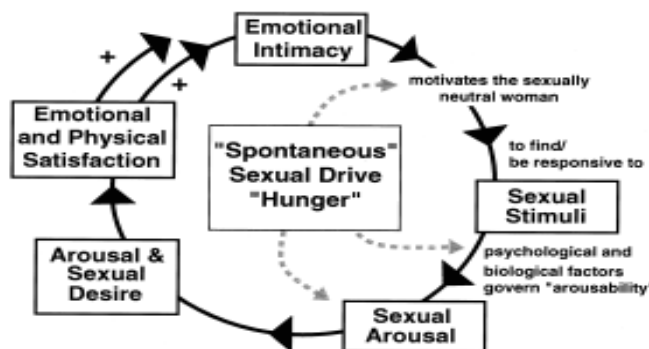 Emotional
Intimacy
+
+
motivates the sexually
neutral woman
Emotional
and Physical
Satisfaction
"Spontaneous"
Sexual Drive
"Hunger"
to find/
be responsive to
Sexual
Stimuli
Arousal &
Sexual
Desire
psychological and
biological factors
govern "arousability"
Sexual
Arousal